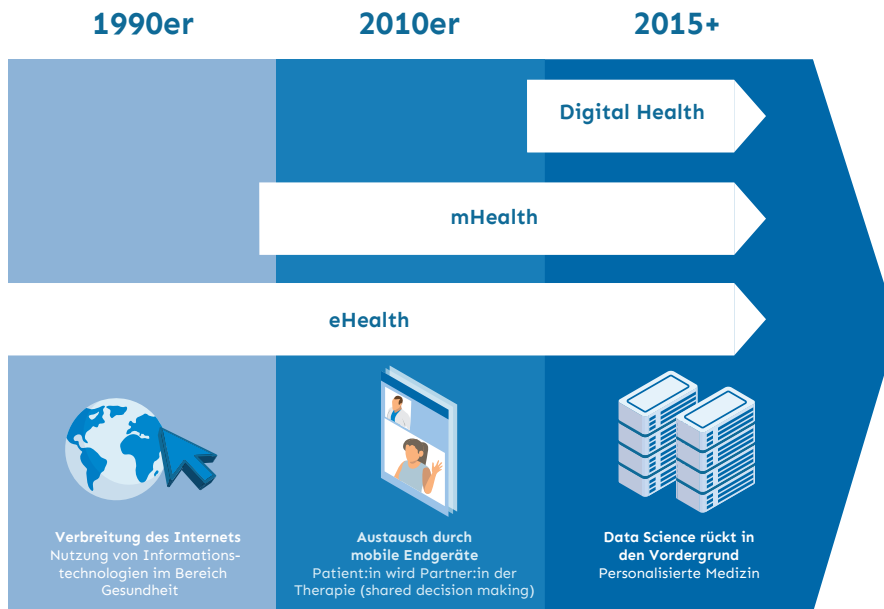 1990er
2010er
2015+
Digital Health
mHealth
eHealth
Verbreitung des Internets
Nutzung von Informations-
technologien im Bereich
Gesundheit
Austausch durch
mobile Endgeräte
Patient:in wird Partner:in der
Therapie (shared decision making)
Data Science rückt in
den Vordergrund
Personalisierte Medizin